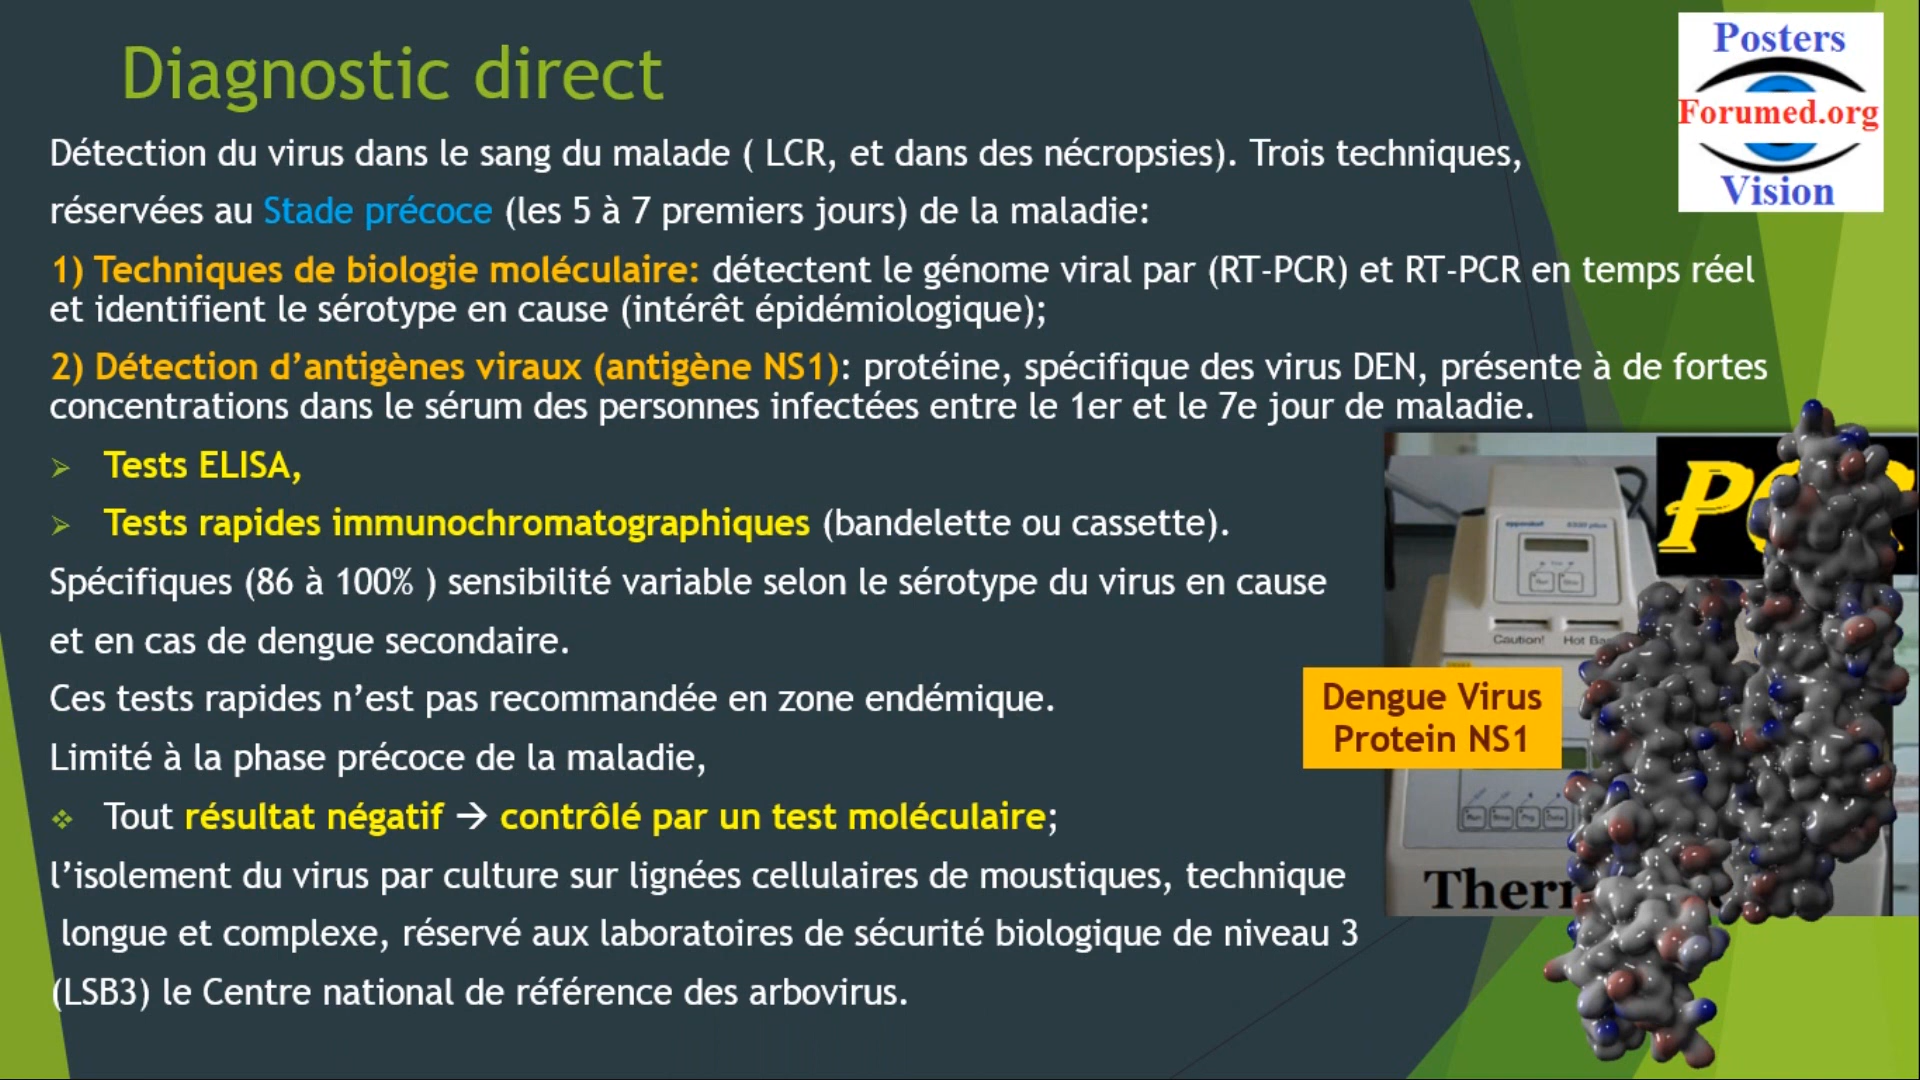 Diagnostic direct
Posters
Forumed.org
Vision
Détection du virus dans le sang du malade ( LCR, et dans des nécropsies). Trois techniques,
réservées au Stade précoce (les 5 à 7 premiers jours) de la maladie:
1) Techniques de biologie moléculaire: détectent le génome viral par (RT-PCR) et RT-PCR en temps réel
et identifient le sérotype en cause (intérêt épidémiologique);
2) Détection d’antigènes viraux (antigène NS1): protéine, spécifique des virus DEN, présente à de fortes
concentrations dans le sérum des personnes infectées entre le 1er et le 7e jour de maladie.
➢ Tests ELISA,
➢ Tests rapides immunochromatographiques (bandelette ou cassette).
Spécifiques (86 à 100% ) sensibilité variable selon le sérotype du virus en cause
et en cas de dengue secondaire.
Ces tests rapides n’est pas recommandée en zone endémique.
Limité à la phase précoce de la maladie,
❖ Tout résultat négatif → contrôlé par un test moléculaire;
l’isolement du virus par culture sur lignées cellulaires de moustiques, technique
longue et complexe, réservé aux laboratoires de sécurité biologique de niveau 3
(LSB3) le Centre national de référence des arbovirus.
eppendorf
Caution! Hot
Dengue Virus
Protein NS1